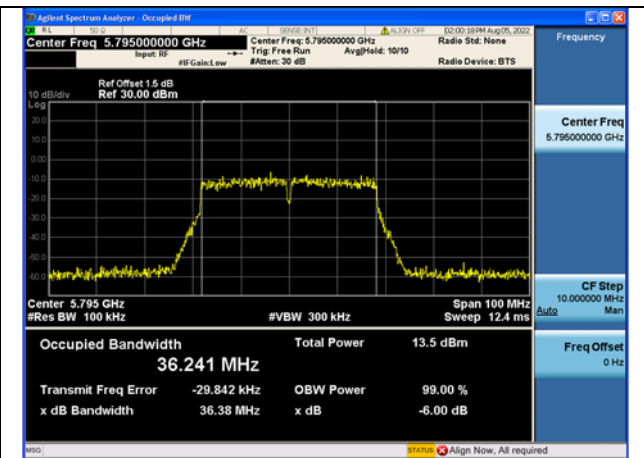 Agilent Spectrum Analyzer - Occupied BW
RL 50 Ω AC SENSE:INT ALIGN OFF 02:00:18 PM Aug 05, 2022
Center Freq 5.795000000 GHz Center Freq: 5.795000000 GHz Radio Std: None Frequency
Input: RF Trig: Free Run Avg|Hold: 10/10
#IFGain:Low #Atten: 30 dB Radio Device: BTS
Ref Offset 1.5 dB
10 dB/div Ref 30.00 dBm
Log
20.0
10.0
0.00
-10.0
-20.0
-30.0
-40.0
-50.0
-60.0
Center Freq
5.795000000 GHz
Center 5.795 GHz Span 100 MHz
#Res BW 100 kHz #VBW 300 kHz Sweep 12.4 ms
CF Step
10.000000 MHz
Auto Man
Occupied Bandwidth Total Power 13.5 dBm
36.241 MHz
Transmit Freq Error -29.842 kHz OBW Power 99.00 %
x dB Bandwidth 36.38 MHz x dB -6.00 dB
Freq Offset
0 Hz
MSG STATUS Align Now, All required